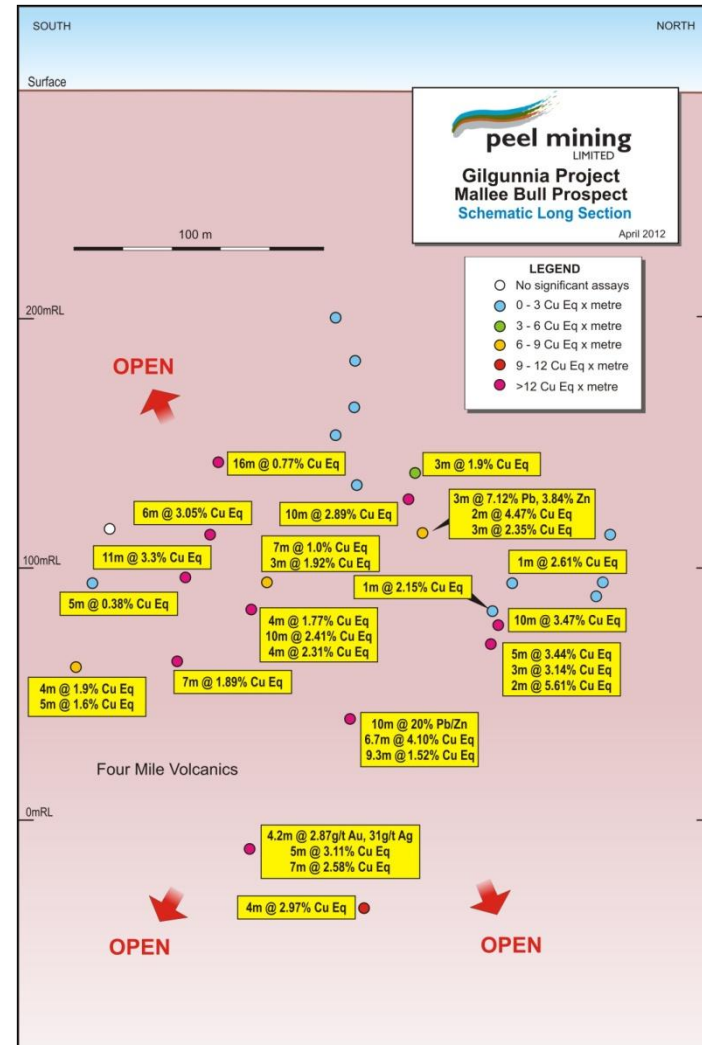 SOUTH
NORTH
Surface
peel mining
LIMITED
Gilgunnia Project
Mallee Bull Prospect
Schematic Long Section
April 2012
100 m
LEGEND
No significant assays
0 - 3 Cu Eq x metre
3 - 6 Cu Eq x metre
6 - 9 Cu Eq x metre
9 - 12 Cu Eq x metre
>12 Cu Eq x metre
200mRL
OPEN
16m @ 0.77% Cu Eq
3m @ 1.9% Cu Eq
6m @ 3.05% Cu Eq
10m @ 2.89% Cu Eq
3m @ 7.12% Pb, 3.84% Zn
2m @ 4.47% Cu Eq
3m @ 2.35% Cu Eq
11m @ 3.3% Cu Eq
7m @ 1.0% Cu Eq
3m @ 1.92% Cu Eq
1m @ 2.61% Cu Eq
100mRL
1m @ 2.15% Cu Eq
5m @ 0.38% Cu Eq
4m @ 1.77% Cu Eq
10m @ 2.41% Cu Eq
4m @ 2.31% Cu Eq
10m @ 3.47% Cu Eq
5m @ 3.44% Cu Eq
3m @ 3.14% Cu Eq
2m @ 5.61% Cu Eq
7m @ 1.89% Cu Eq
4m @ 1.9% Cu Eq
5m @ 1.6% Cu Eq
10m @ 20% Pb/Zn
6.7m @ 4.10% Cu Eq
9.3m @ 1.52% Cu Eq
Four Mile Volcanics
0mRL
4.2m @ 2.87g/t Au, 31g/t Ag
5m @ 3.11% Cu Eq
7m @ 2.58% Cu Eq
4m @ 2.97% Cu Eq
OPEN
OPEN